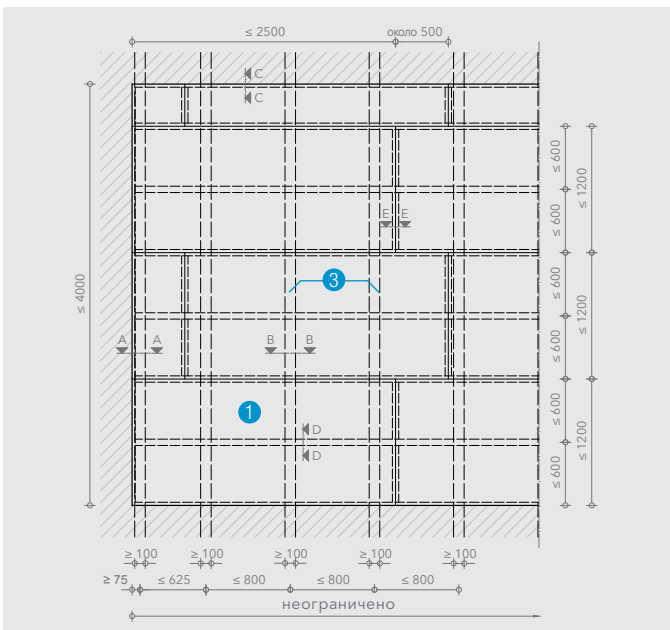 ≤ 2500 около 500
C
C
≤ 600
≤ 1200
≤ 600
E E
≤ 4000
3
≤ 600
≤ 1200
≤ 600
A A B B
1
≤ 600
≤ 1200
D
D
≤ 600
≥ 100 ≥ 100 ≥ 100 ≥ 100 ≥ 100
≥ 75 ≤ 625 ≤ 800 ≤ 800 ≤ 800
неограничено